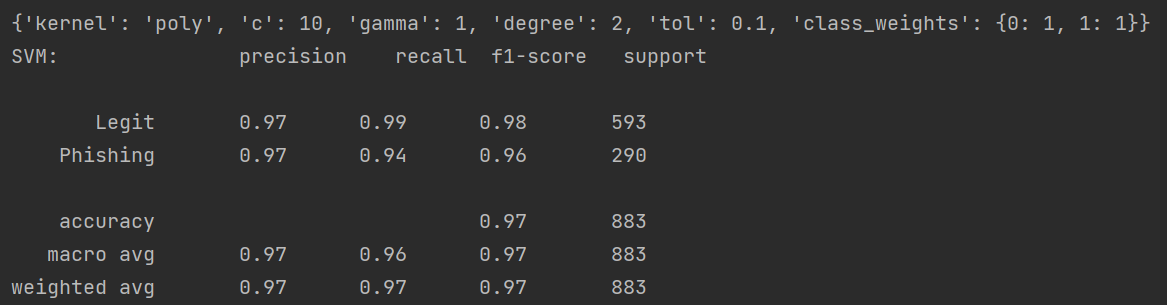 {'kernel': 'poly', 'c': 10, 'gamma': 1, 'degree': 2, 'tol': 0.1, 'class_weights': {0: 1, 1: 1}}
SVM:               precision    recall  f1-score   support

       Legit       0.97      0.99      0.98       593
    Phishing       0.97      0.94      0.96       290

    accuracy                           0.97       883
   macro avg       0.97      0.96      0.97       883
weighted avg       0.97      0.97      0.97       883